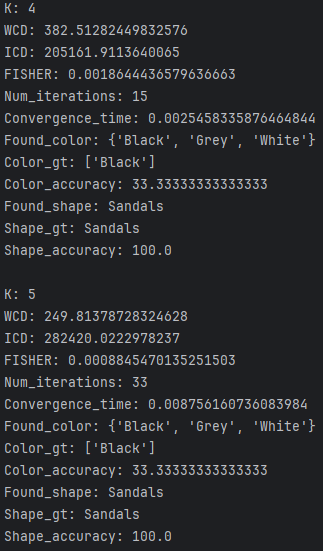 K: 4
WCD: 382.51282449832576
ICD: 205161.9113640065
FISHER: 0.0018644436579636663
Num_iterations: 15
Convergence_time: 0.0025458335876464844
Found_color: {'Black', 'Grey', 'White'}
Color_gt: ['Black']
Color_accuracy: 33.33333333333333
Found_shape: Sandals
Shape_gt: Sandals
Shape_accuracy: 100.0
K: 5
WCD: 249.81378728324628
ICD: 282420.0222978237
FISHER: 0.0008845470135251503
Num_iterations: 33
Convergence_time: 0.008756160736083984
Found_color: {'Black', 'Grey', 'White'}
Color_gt: ['Black']
Color_accuracy: 33.33333333333333
Found_shape: Sandals
Shape_gt: Sandals
Shape_accuracy: 100.0